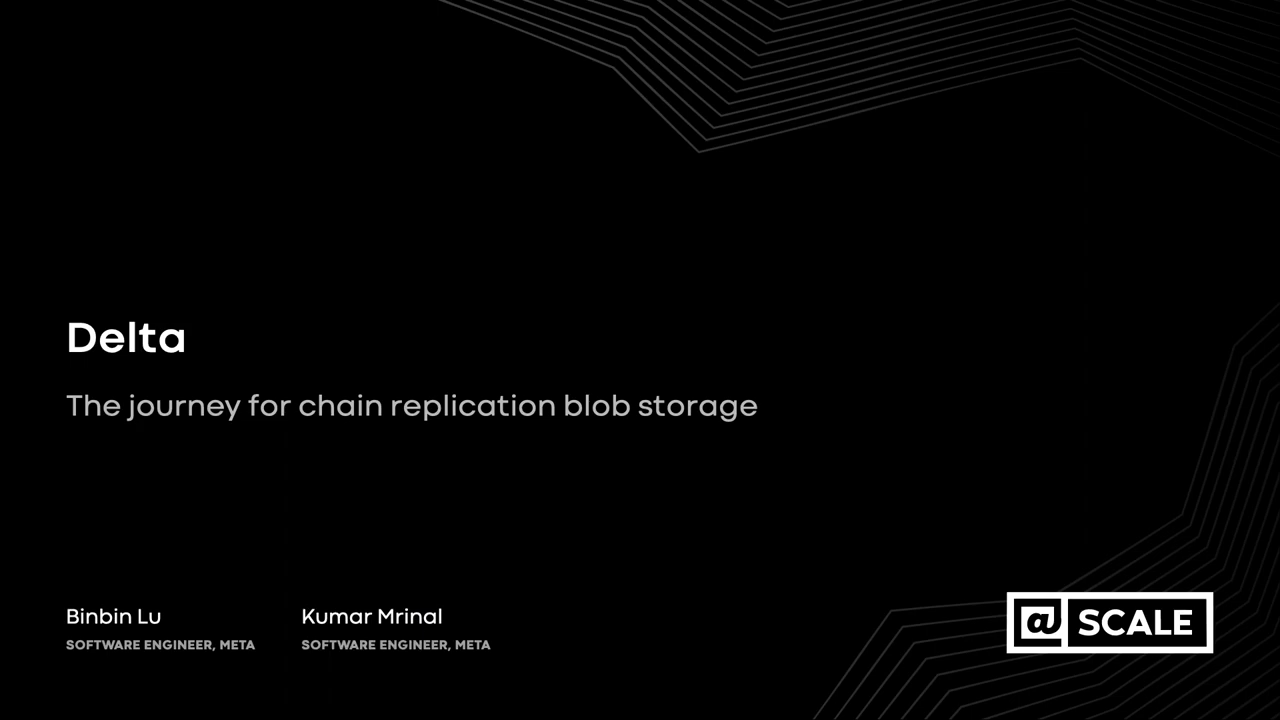 Delta
The journey for chain replication blob storage
Binbin Lu
SOFTWARE ENGINEER, META
Kumar Mrinal
SOFTWARE ENGINEER, META
@SCALE